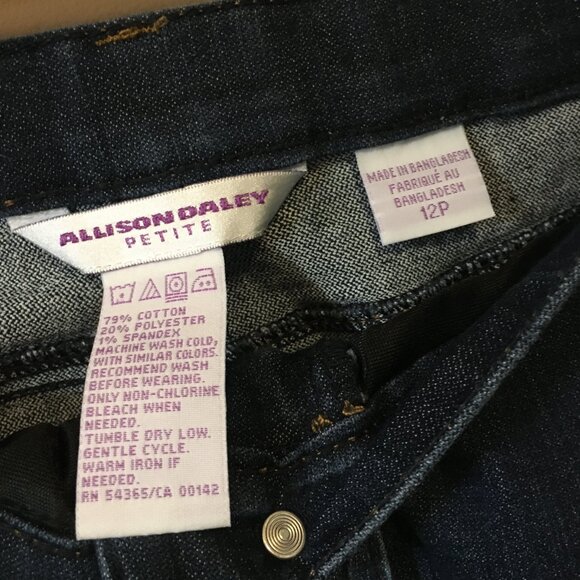 ALLISON DALEY
PETITE
79% COTTON
20% POLYESTER
1% SPANDEX
MACHINE WASH COLD,
WITH SIMILAR COLORS.
RECOMMEND WASH
BEFORE WEARING.
ONLY NON-CHLORINE
BLEACH WHEN
NEEDED.
TUMBLE DRY LOW.
GENTLE CYCLE.
WARM IRON IF
NEEDED.
RN 54365/CA 00142
MADE IN BANGLADESH
FABRIQUÉ AU
BANGLADESH
12P